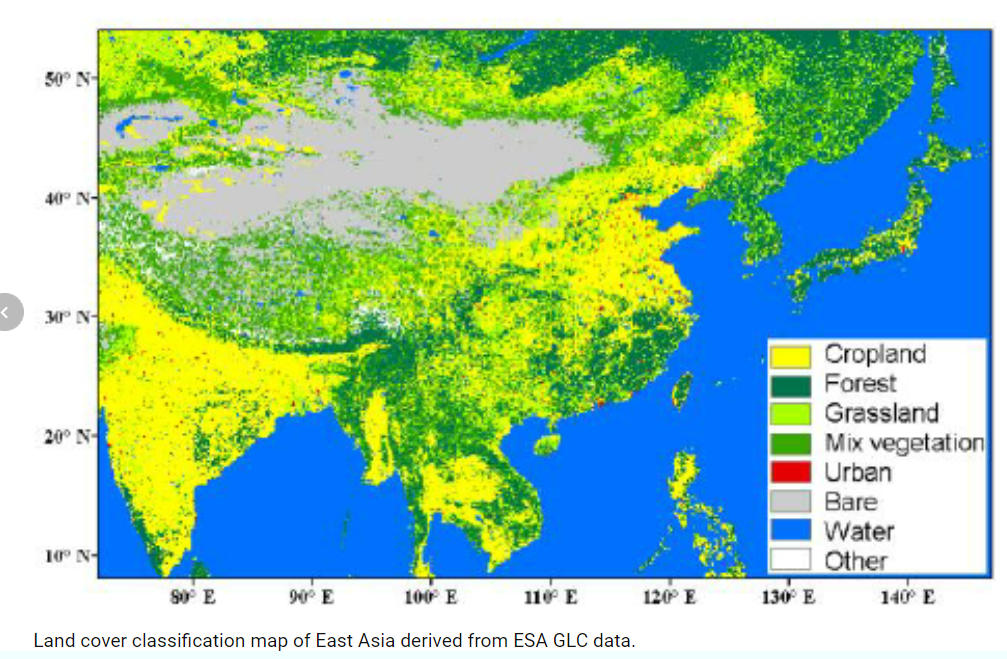 50° N
40° N
30° N
20° N
10° N
Cropland
Forest
Grassland
Mix vegetation
Urban
Bare
Water
Other
80° E 90° E 100° E 110° E 120° E 130° E 140° E
Land cover classification map of East Asia derived from ESA GLC data.